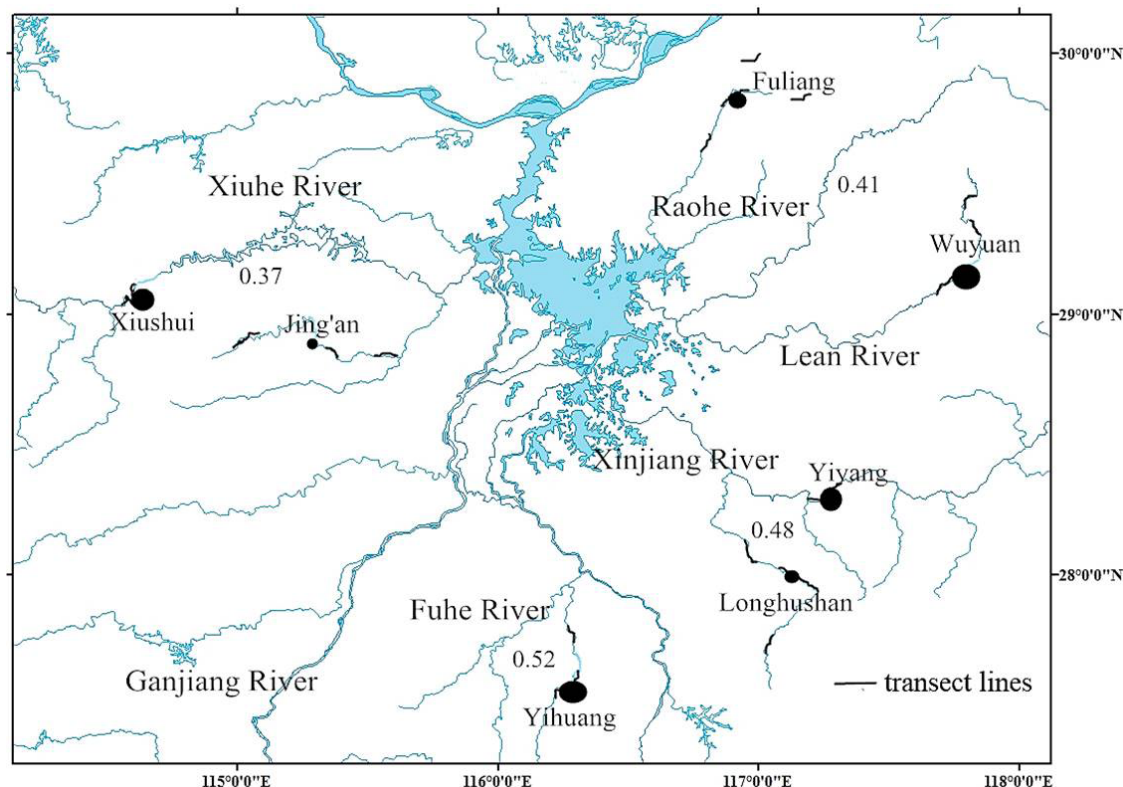 30°0'0"N
Fuliang
0.41
Xiuhe River
Raohe River
Wuyuan
0.37
Xiushui
Jing'an
29°0'0"N
Lean River
Xinjiang River
Yiyang
0.48
28°0'0"N
Longhushan
Fuhe River
0.52
Ganjiang River
transect lines
Yihuang
115°0'0"E
116°0'0"E
117°0'0"E
118°0'0"E